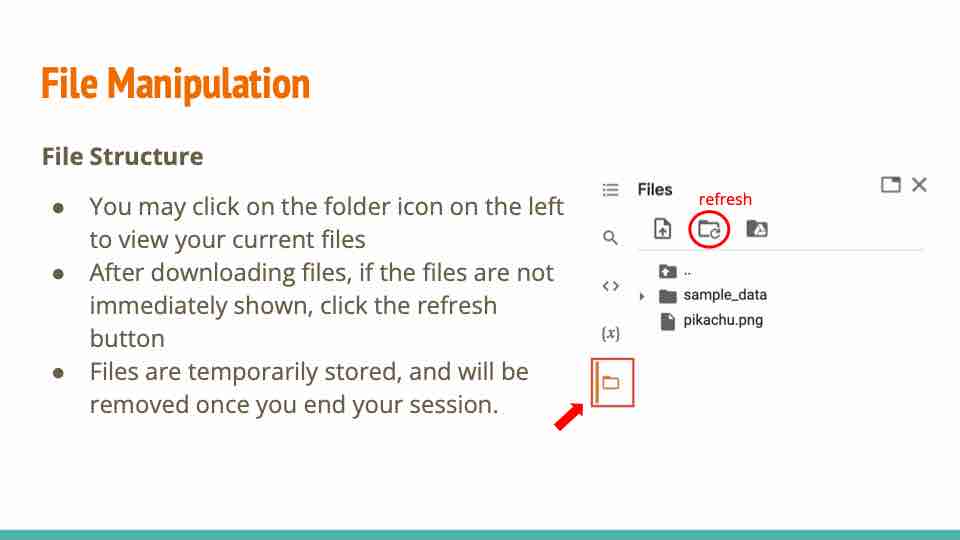 File Manipulation
File Structure
● You may click on the folder icon on the left
to view your current files
● After downloading files, if the files are not
immediately shown, click the refresh
button
● Files are temporarily stored, and will be
removed once you end your session.
Files
refresh
..
sample_data
pikachu.png
{x}